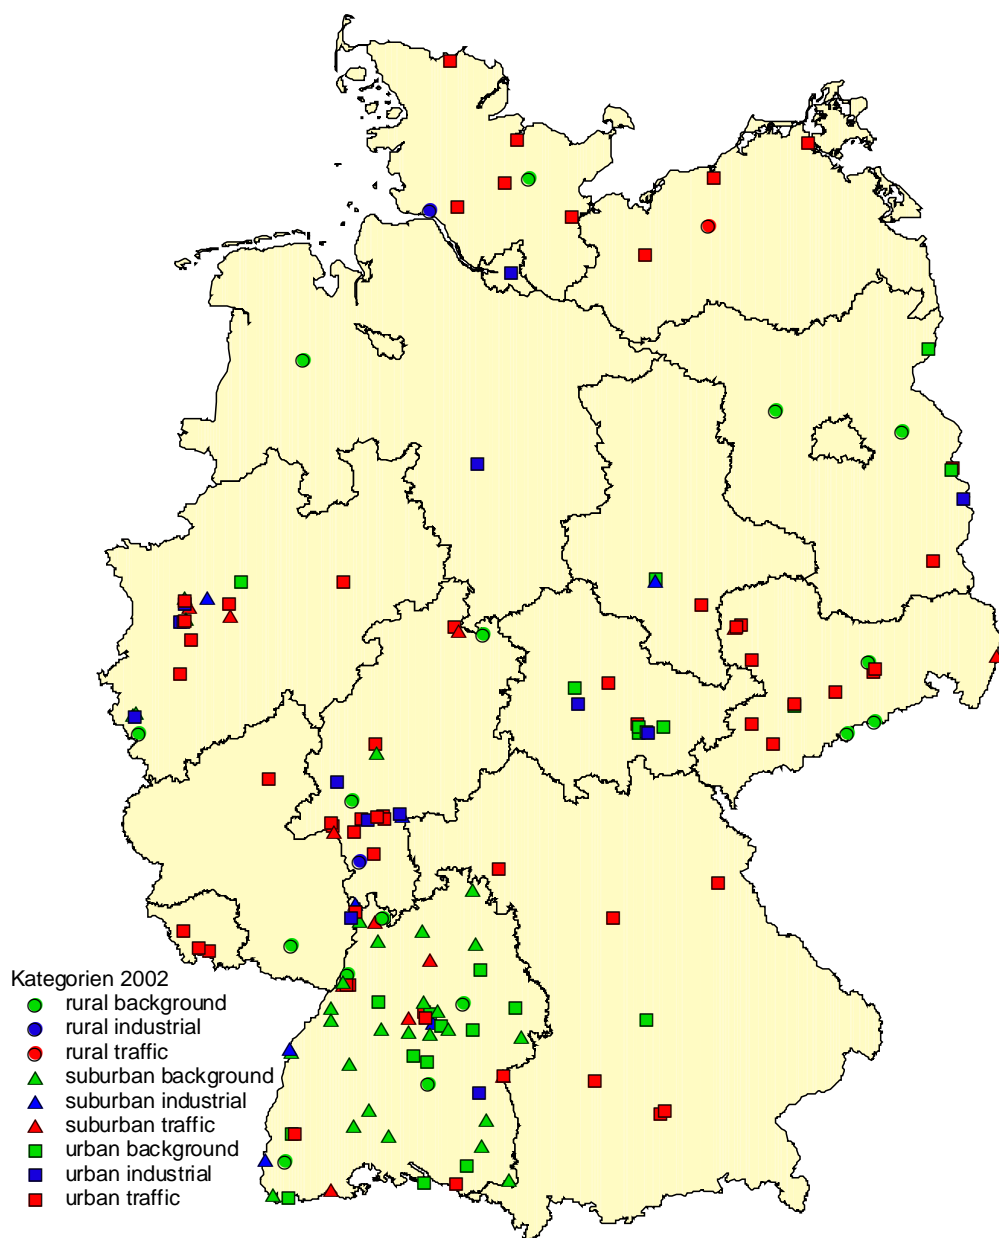 Kategorien 2002
rural background
rural industrial
rural traffic
suburban background
suburban industrial
suburban traffic
urban background
urban industrial
urban traffic